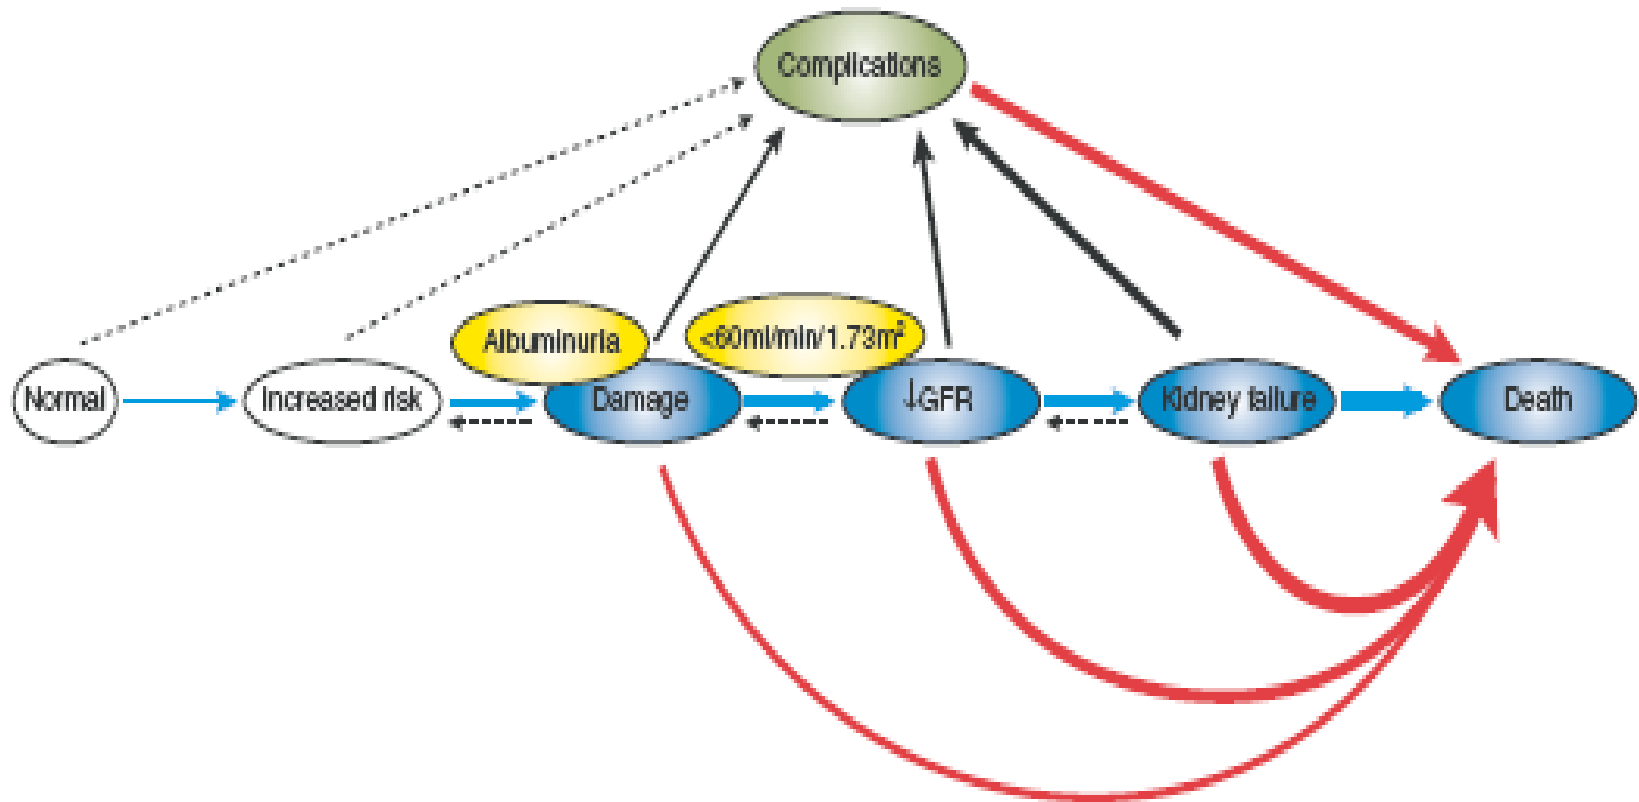 Complications
Albuminuria
<60ml/min/1.73m²
Normal
Increased risk
Damage
↓GFR
Kidney failure
Death